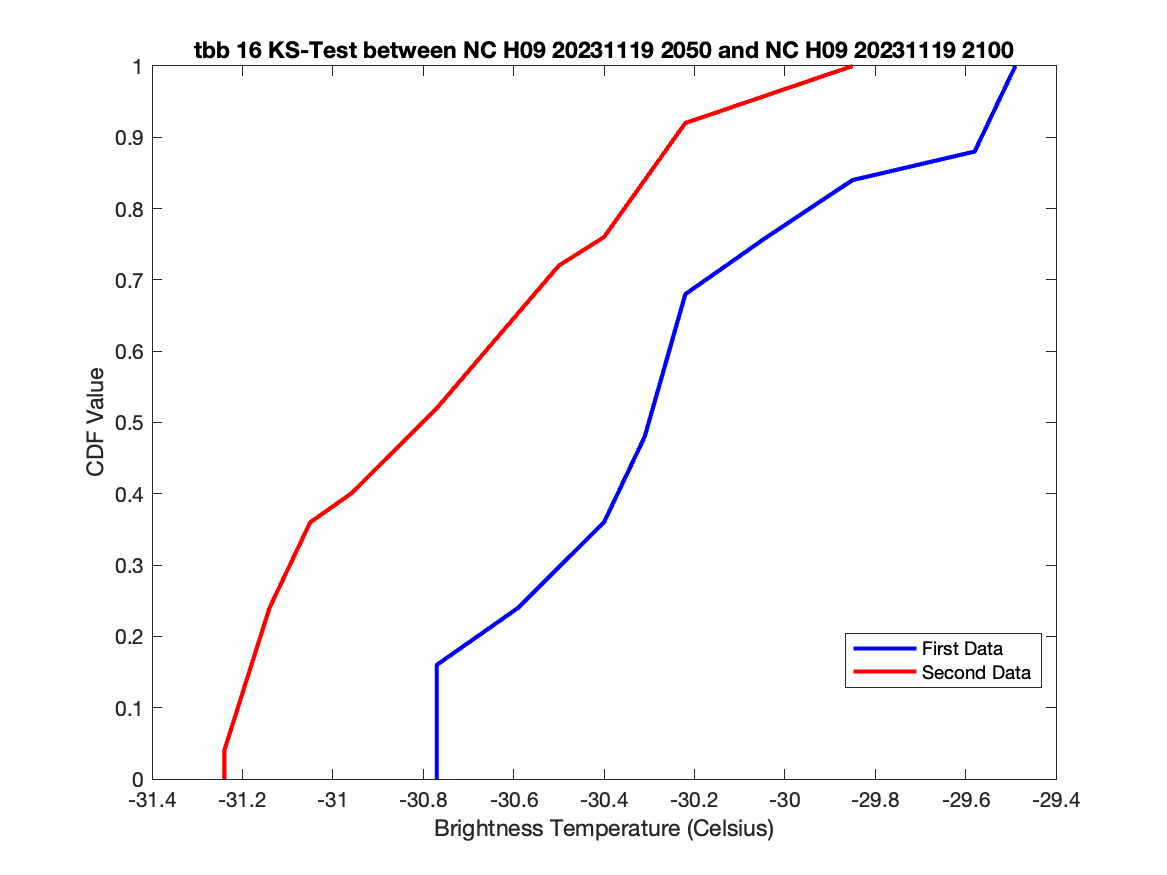 tbb 16 KS-Test between NC H09 20231119 2050 and NC H09 20231119 2100
1
0.9
0.8
0.7
0.6
0.5
0.4
0.3
0.2
0.1
0
CDF Value
First Data
Second Data
-31.4 -31.2 -31 -30.8 -30.6 -30.4 -30.2 -30 -29.8 -29.6 -29.4
Brightness Temperature (Celsius)